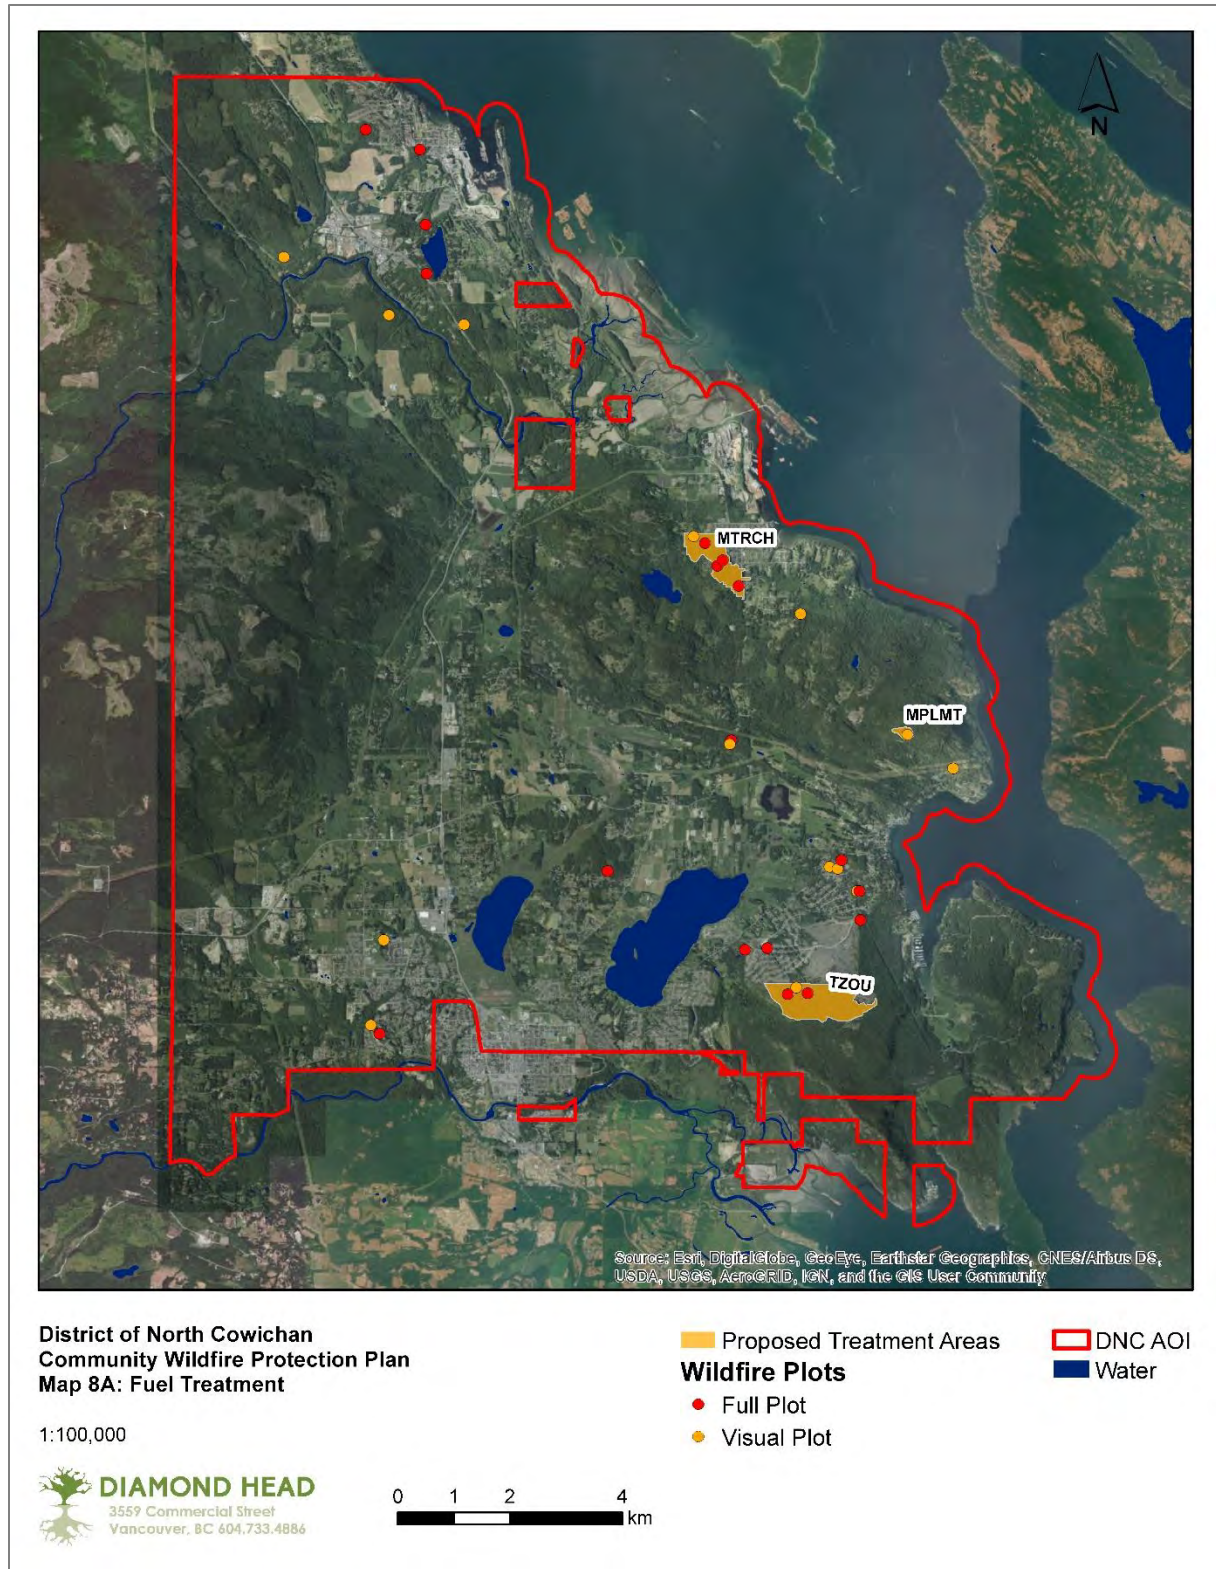 N
MTRCH
MPLMT
TZOU
Source: Esri, DigitalGlobe, GeoEye, Earthstar Geographics, CNES/Airbus DS,
USDA, USGS, AeroGRID, IGN, and the GIS User Community
District of North Cowichan
Community Wildfire Protection Plan
Map 8A: Fuel Treatment
1:100,000
DIAMOND HEAD
3559 Commercial Street
Vancouver, BC 604.733.4886
0 1 2 4
km
Proposed Treatment Areas
Wildfire Plots
Full Plot
Visual Plot
DNC AOI
Water